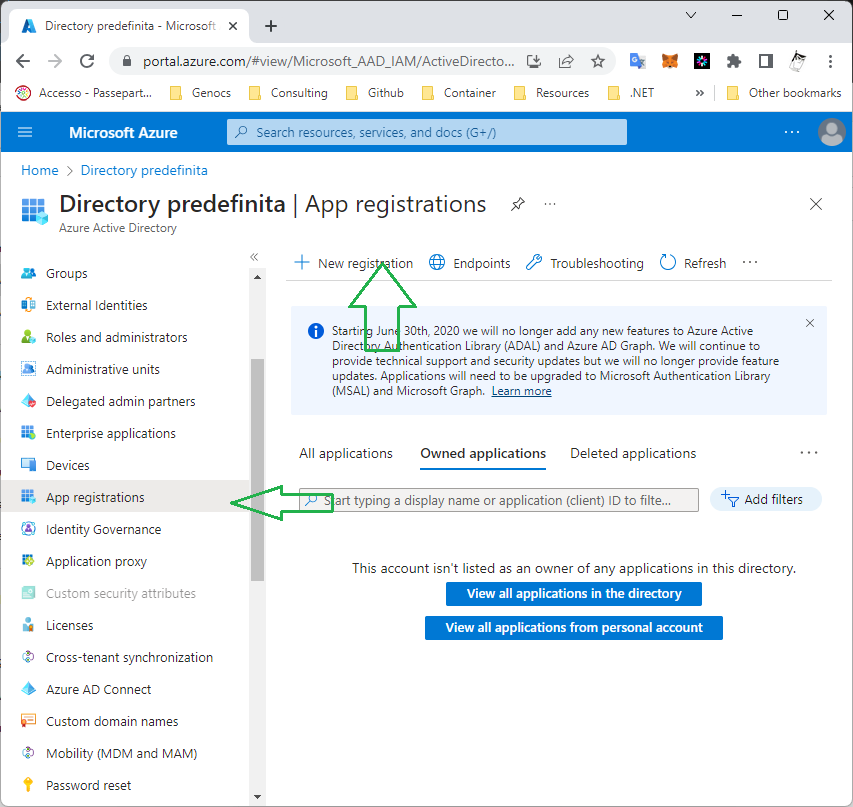 Directory predefinita - Microsoft
portal.azure.com/#view/Microsoft_AAD_IAM/ActiveDirecto...
Accesso - Passepart...
Genocs
Consulting
Github
Container
Resources
.NET
»
Other bookmarks
Microsoft Azure
Search resources, services, and docs (G+/)
Home > Directory predefinita
Directory predefinita | App registrations
Azure Active Directory
Groups
External Identities
Roles and administrators
Administrative units
Delegated admin partners
Enterprise applications
Devices
App registrations
Identity Governance
Application proxy
Custom security attributes
Licenses
Cross-tenant synchronization
Azure AD Connect
Custom domain names
Mobility (MDM and MAM)
Password reset
New registration
Endpoints
Troubleshooting
Refresh
Starting June 30th, 2020 we will no longer add any new features to Azure Active
Directory Authentication Library (ADAL) and Azure AD Graph. We will continue to
provide technical support and security updates but we will no longer provide feature
updates. Applications will need to be upgraded to Microsoft Authentication Library
(MSAL) and Microsoft Graph. Learn more
All applications
Owned applications
Deleted applications
Start typing a display name or application (client) ID to filte...
Add filters
This account isn't listed as an owner of any applications in this directory.
View all applications in the directory
View all applications from personal account